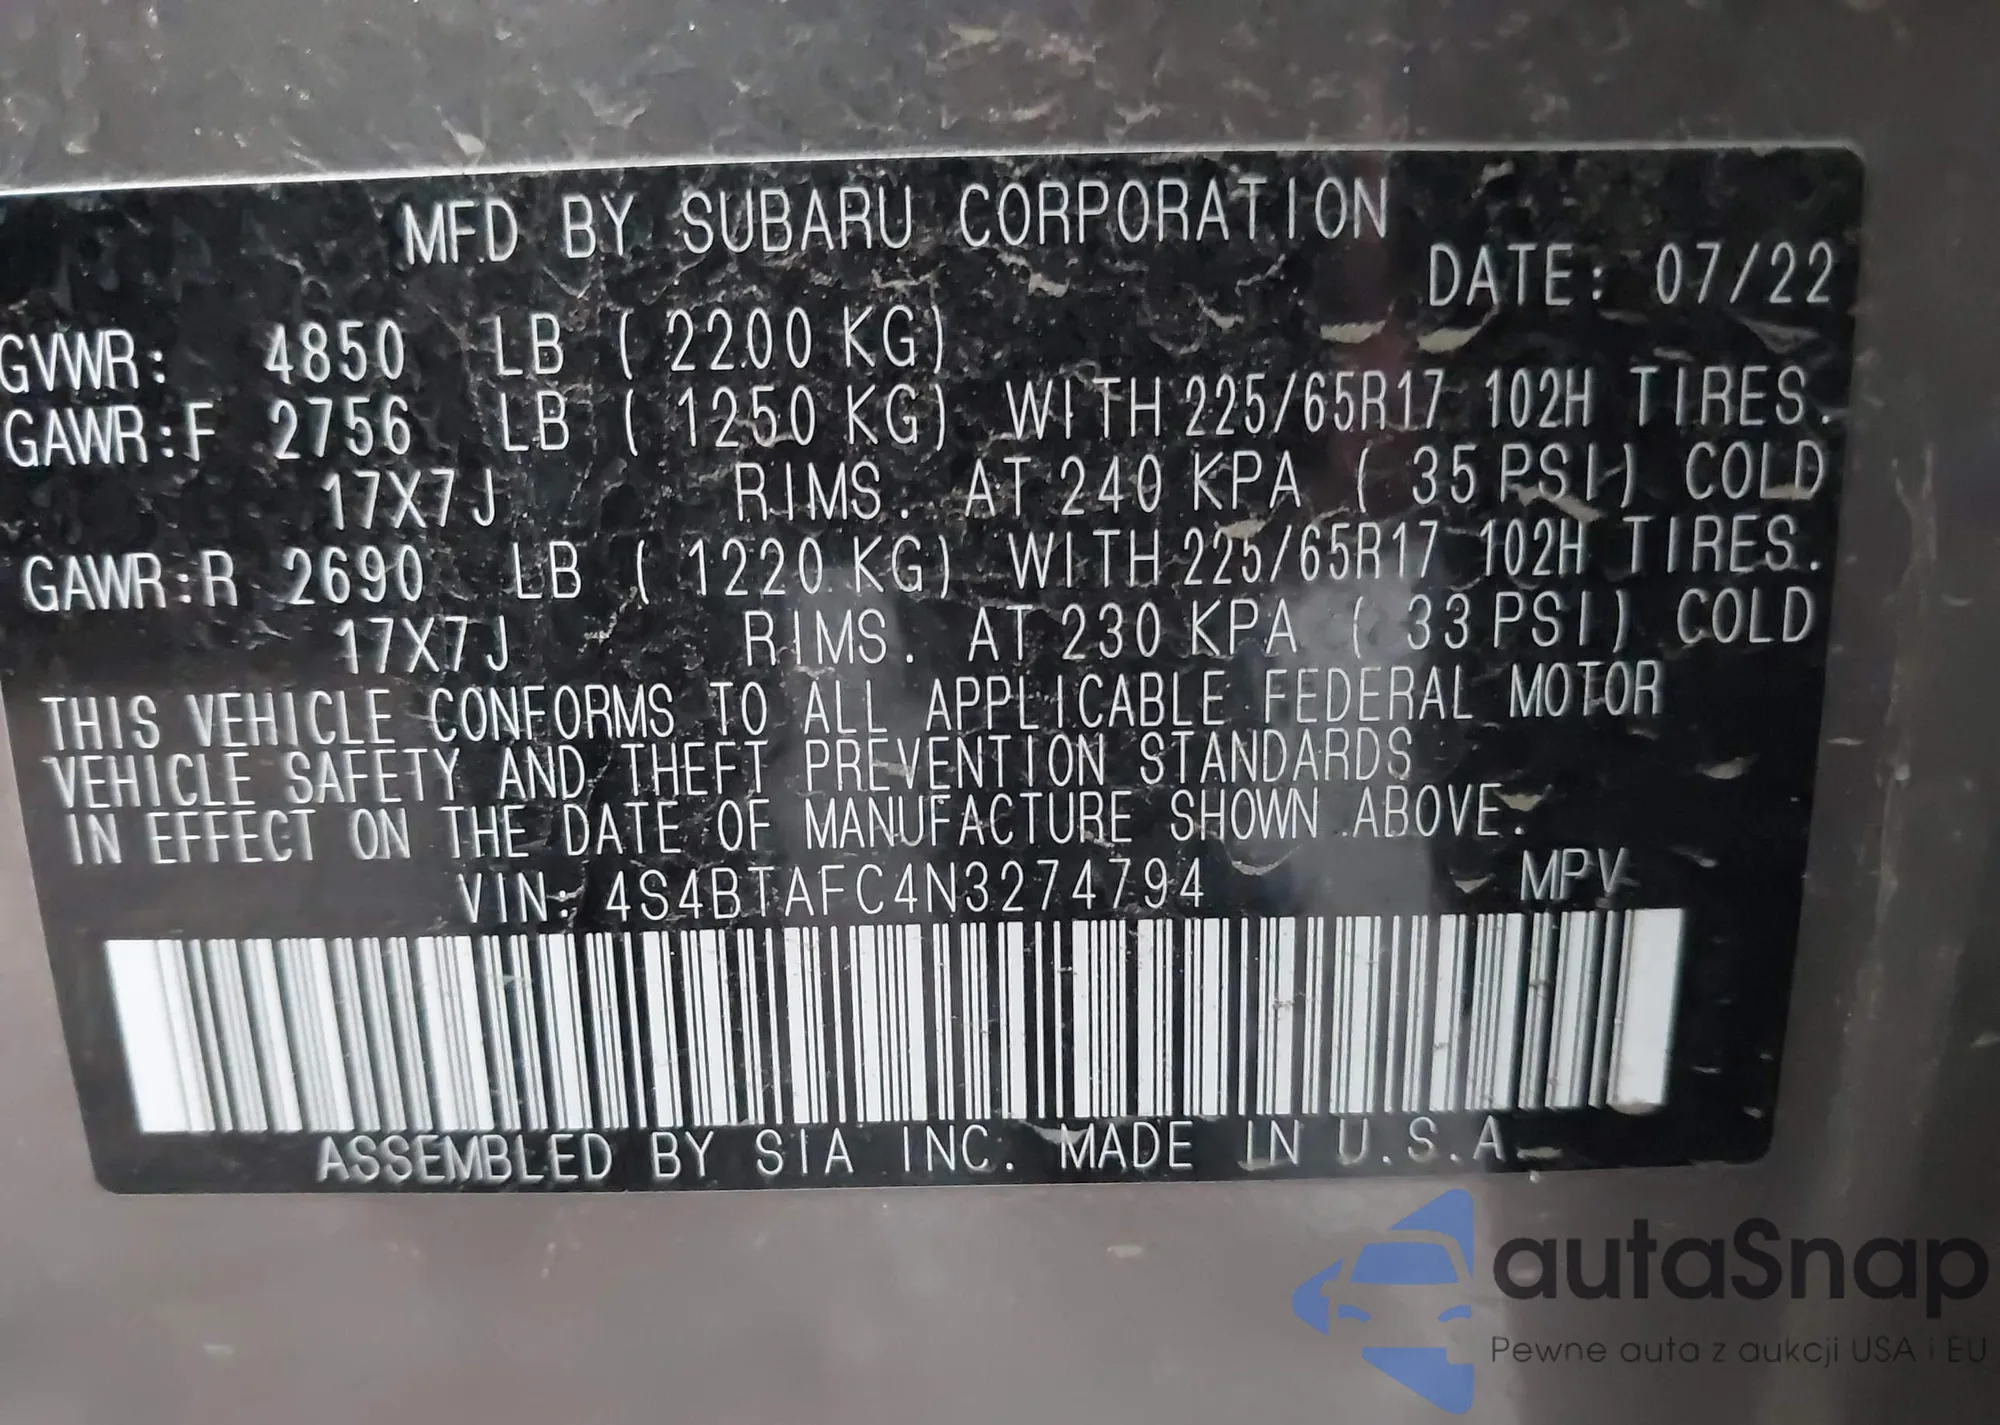 MFD BY SUBARU CORPORATION
DATE: 07/22
GVWR: 4850 LB ( 2200 KG)
GAWR:F 2756 LB ( 1250 KG) WITH 225/65R17 102H TIRES.
17X7J RIMS. AT 240 KPA ( 35 PSI) COLD
GAWR:R 2690 LB ( 1220 KG) WITH 225/65R17 102H TIRES.
17X7J RIMS. AT 230 KPA ( 33 PSI) COLD
THIS VEHICLE CONFORMS TO ALL APPLICABLE FEDERAL MOTOR
VEHICLE SAFETY AND THEFT PREVENTION STANDARDS
IN EFFECT ON THE DATE OF MANUFACTURE SHOWN ABOVE.
VIN: 4S4BTAFC4N3274794 MPV
ASSEMBLED BY SIA INC. MADE IN U.S.A.
autaSnap
Pewne auta z aukcji USA i EU